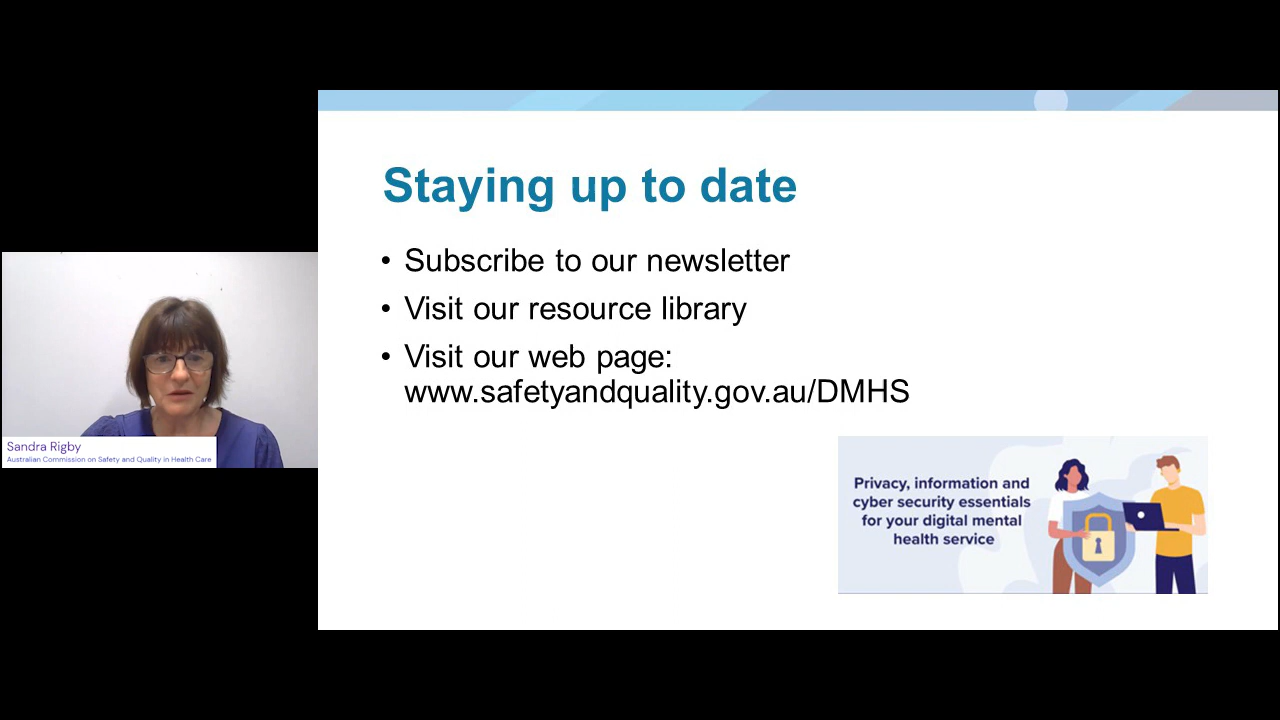 Staying up to date
• Subscribe to our newsletter
• Visit our resource library
• Visit our web page:
www.safetyandquality.gov.au/DMHS
Sandra Rigby
Australian Commission on Safety and Quality in Health Care
Privacy, information and
cyber security essentials
for your digital mental
health service